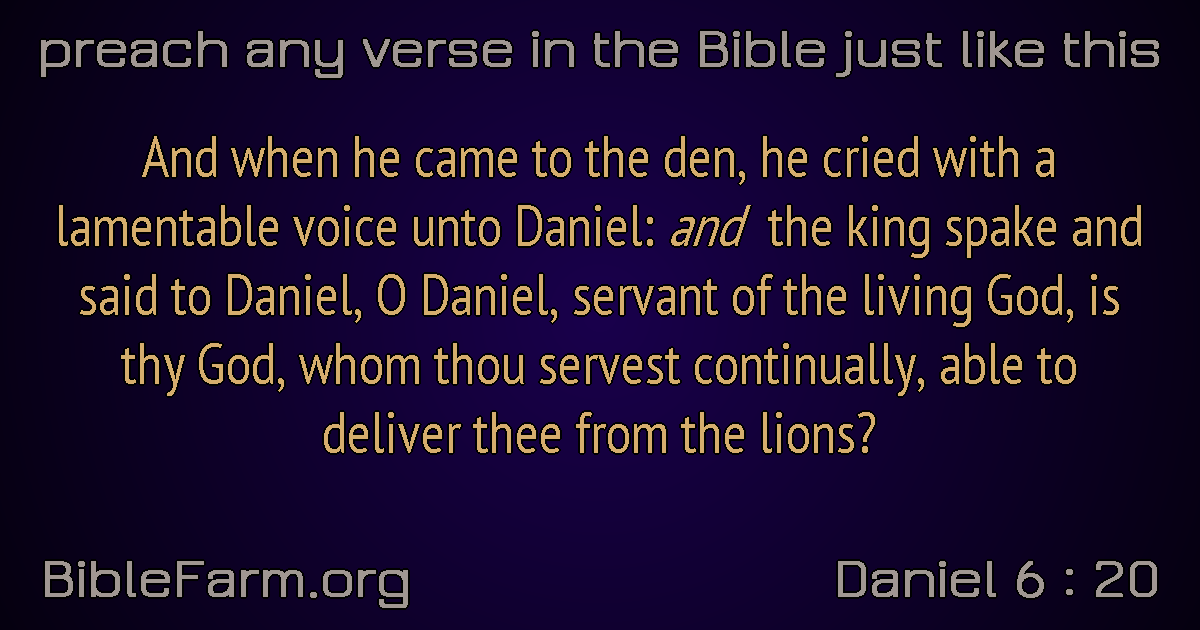 preach any verse in the Bible just like this
And when he came to the den, he cried with a
lamentable voice unto Daniel: and the king spake and
said to Daniel, O Daniel, servant of the living God, is
thy God, whom thou servest continually, able to
deliver thee from the lions?
BibleFarm.org
Daniel 6 : 20